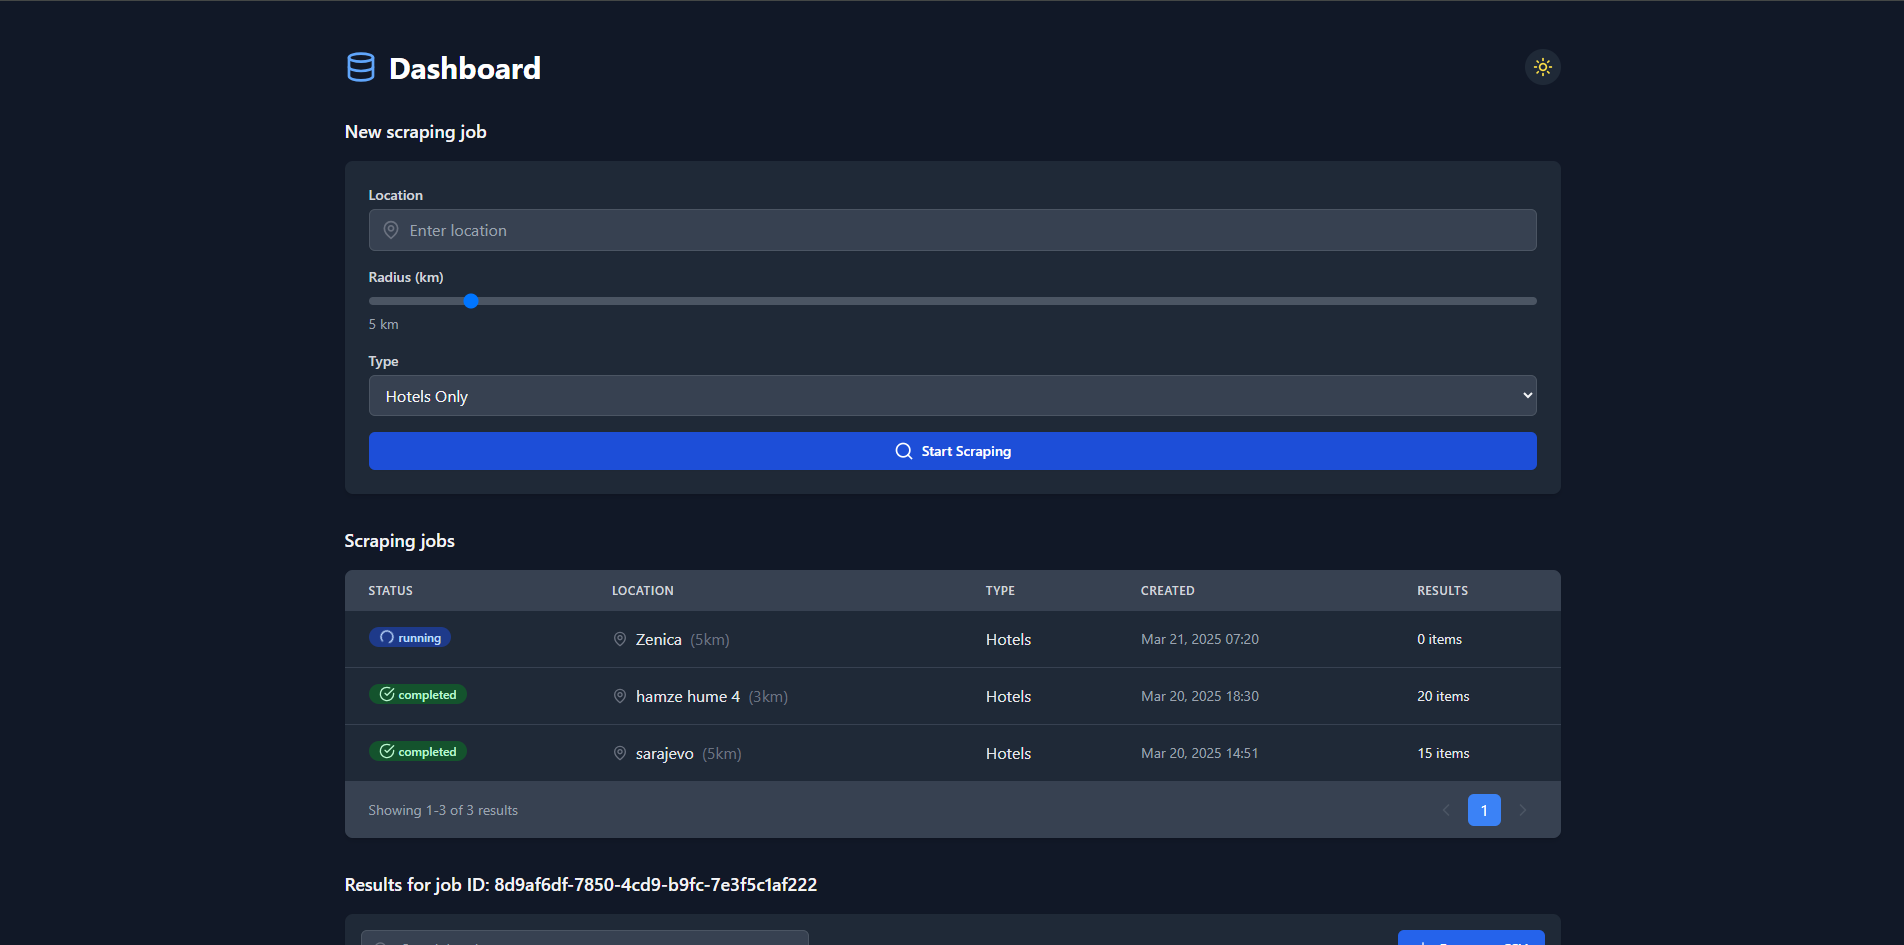 Dashboard
New scraping job
Location
Enter location
Radius (km)
5 km
Type
Hotels Only
Start Scraping
Scraping jobs
STATUS LOCATION TYPE CREATED RESULTS
running Zenica (5km) Hotels Mar 21, 2025 07:20 0 items
completed hamze hume 4 (3km) Hotels Mar 20, 2025 18:30 20 items
completed sarajevo (5km) Hotels Mar 20, 2025 14:51 15 items
Showing 1-3 of 3 results 1
Results for job ID: 8d9af6df-7850-4cd9-b9fc-7e3f5c1af222